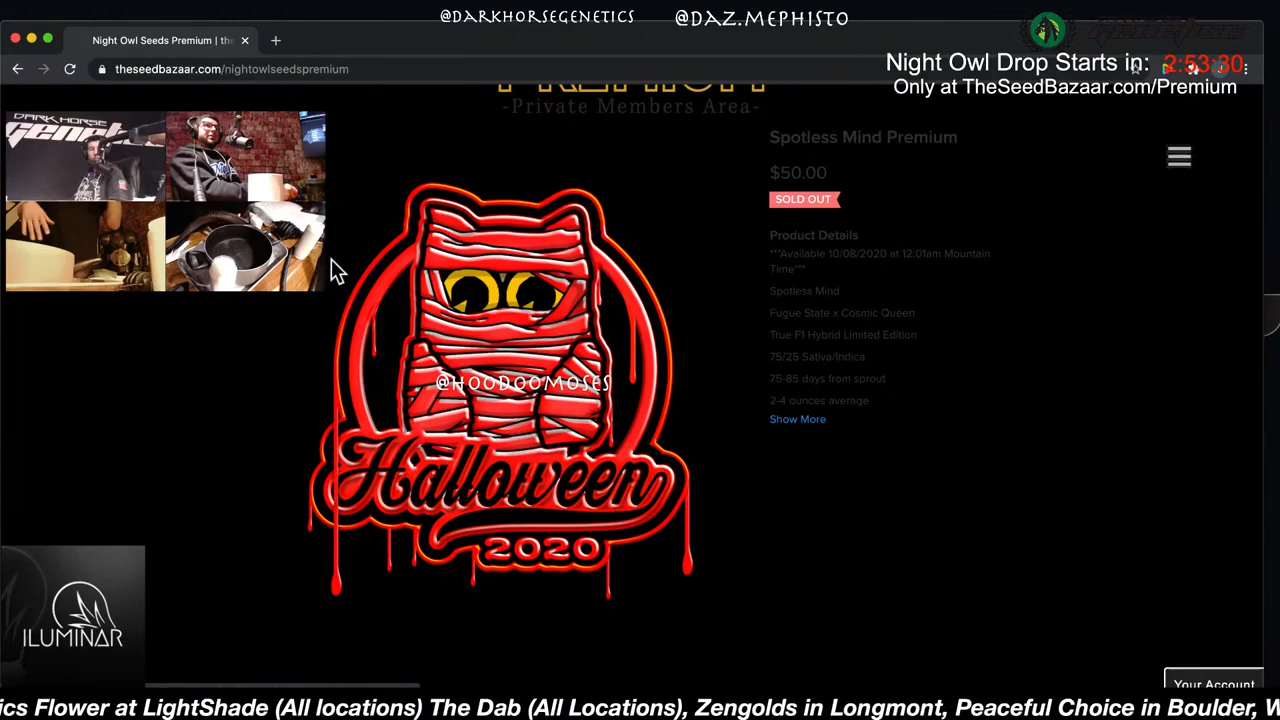 @DARKHORSEGENETICS @DAZ.MEPHISTO
Night Owl Seeds Premium | the
theseedbazaar.com/nightowlseedspremium
Night Owl Drop Starts in: 2:53:30
Only at TheSeedBazaar.com/Premium
PREMIUM
-Private Members Area-
DARK HORSE
Spotless Mind Premium
$50.00
SOLD OUT
Product Details
***Available 10/08/2020 at 12:01am Mountain
Time***
Spotless Mind
Fugue State x Cosmic Queen
True F1 Hybrid Limited Edition
75/25 Sativa/Indica
75-85 days from sprout
2-4 ounces average
Show More
@HOODOOMOSES
Halloween
2020
ILUMINAR
Your Account
ics Flower at LightShade (All locations) The Dab (All Locations), Zengolds in Longmont, Peaceful Choice in Boulder, W